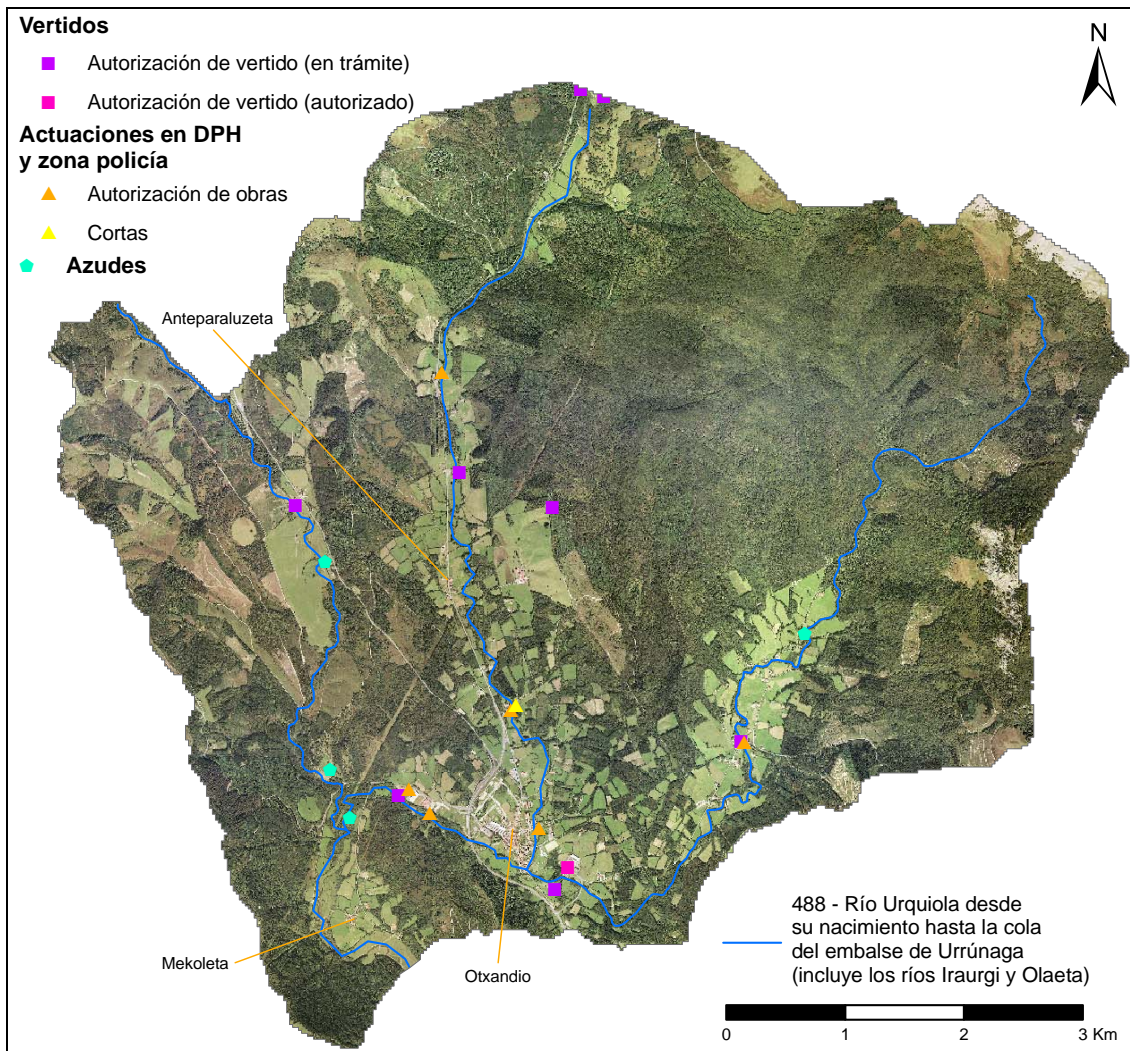 Vertidos
Autorización de vertido (en trámite)
Autorización de vertido (autorizado)
Actuaciones en DPH
y zona policía
Autorización de obras
Cortas
Azudes
N
Anteparaluzeta
Mekoleta
Otxandio
488 - Río Urquiola desde
su nacimiento hasta la cola
del embalse de Urrúnaga
(incluye los ríos Iraurgi y Olaeta)
0 1 2 3 Km